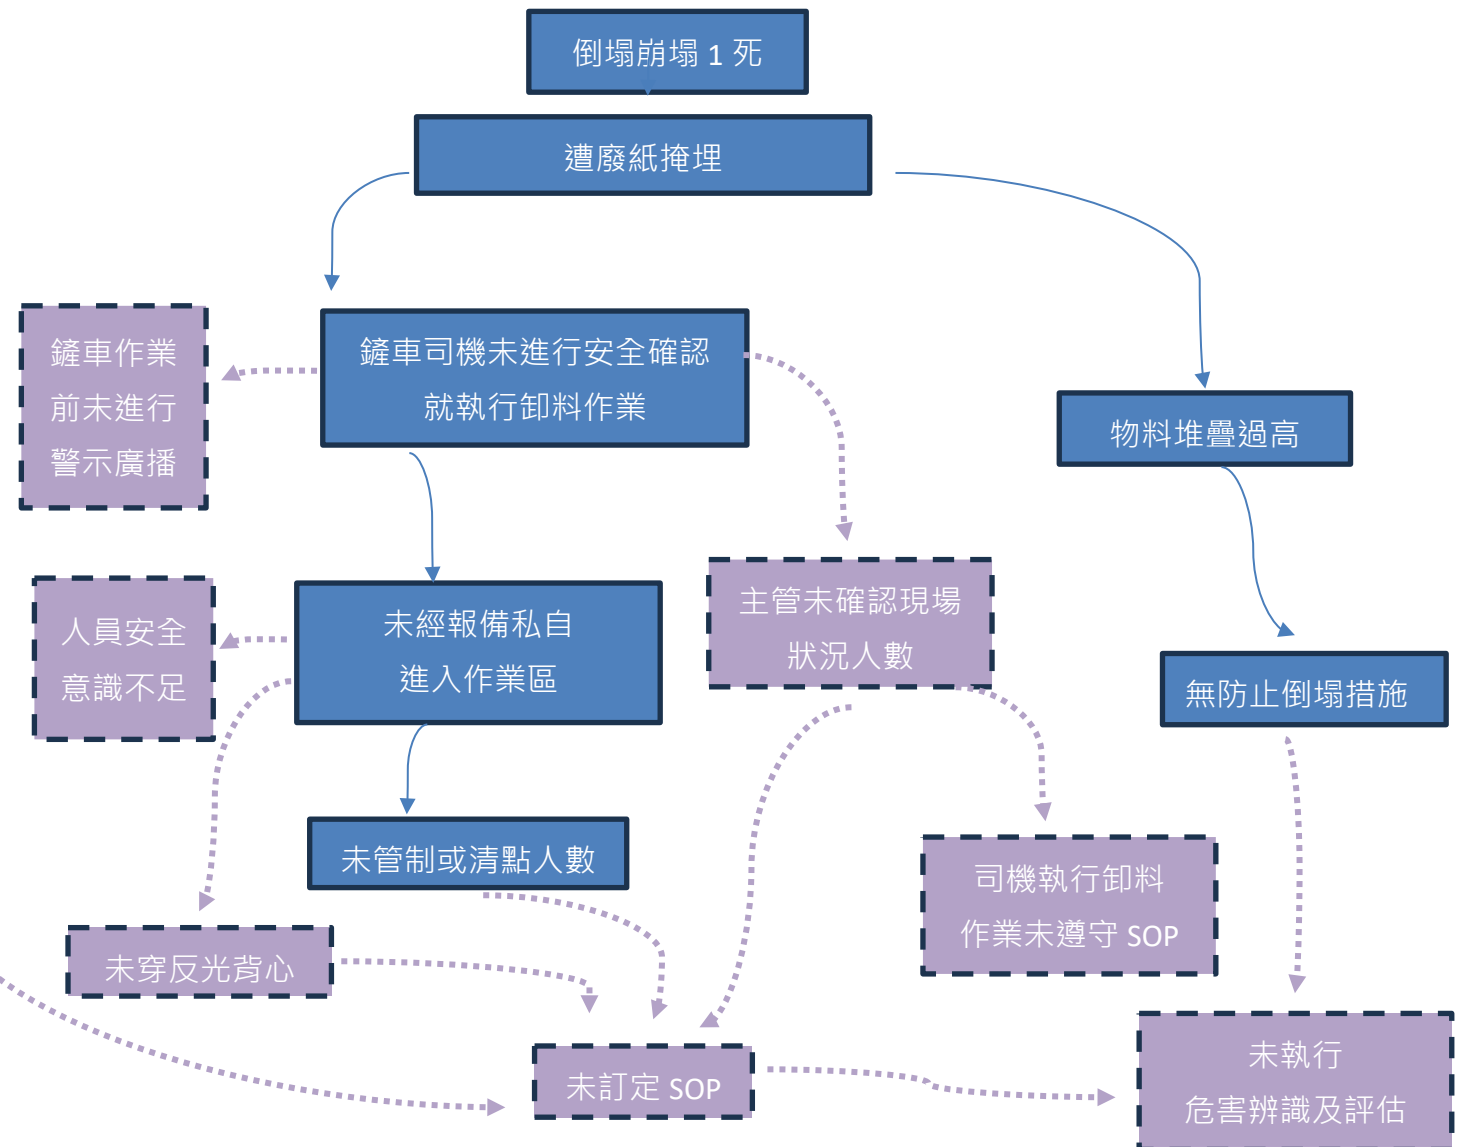 倒塌崩塌 1 死
遭廢紙掩埋
鏟車作業
前未進行
警示廣播
鏟車司機未進行安全確認
就執行卸料作業
物料堆疊過高
人員安全
意識不足
未經報備私自
進入作業區
主管未確認現場
狀況人數
無防止倒塌措施
未管制或清點人數
司機執行卸料
作業未遵守 SOP
未穿反光背心
未訂定 SOP
未執行
危害辨識及評估